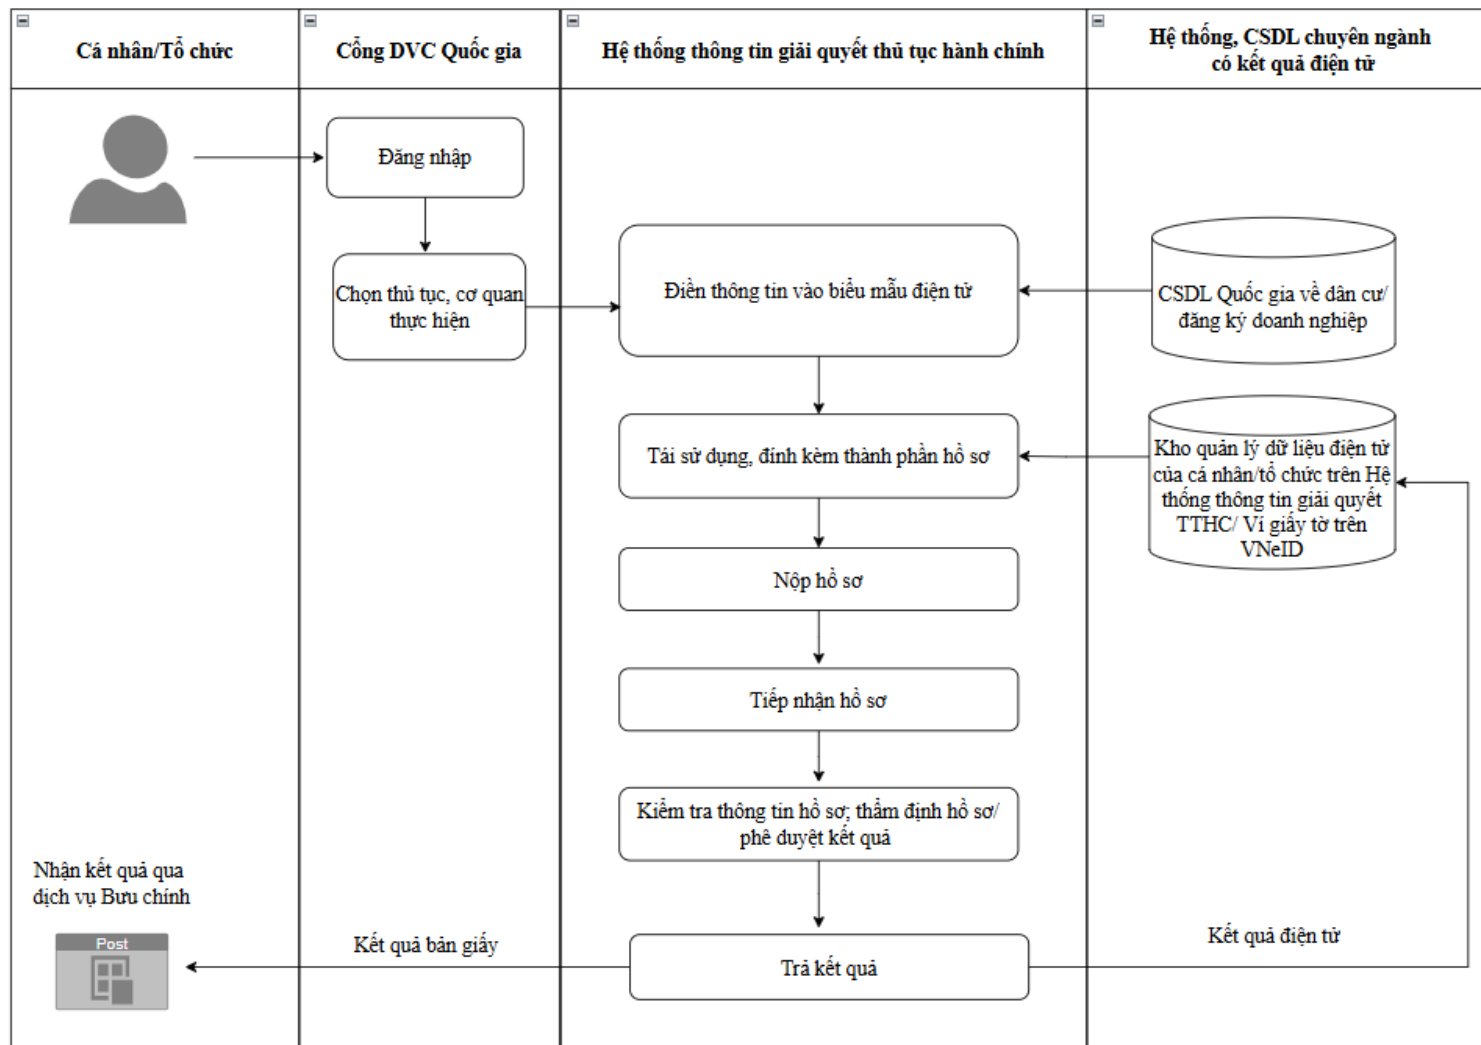 Cá nhân/Tổ chức
Cổng DVC Quốc gia
Hệ thống thông tin giải quyết thủ tục hành chính
Hệ thống, CSDL chuyên ngành
có kết quả điện tử
Đăng nhập
Chọn thủ tục, cơ quan
thực hiện
Điền thông tin vào biểu mẫu điện tử
CSDL Quốc gia về dân cư/
đăng ký doanh nghiệp
Tái sử dụng, đính kèm thành phần hồ sơ
Kho quản lý dữ liệu điện tử
của cá nhân/tổ chức trên Hệ
thống thông tin giải quyết
TTHC/ Ví giấy tờ trên
VNeID
Nộp hồ sơ
Tiếp nhận hồ sơ
Kiểm tra thông tin hồ sơ; thẩm định hồ sơ/
phê duyệt kết quả
Nhận kết quả qua
dịch vụ Bưu chính
Post
Kết quả bản giấy
Trả kết quả
Kết quả điện tử